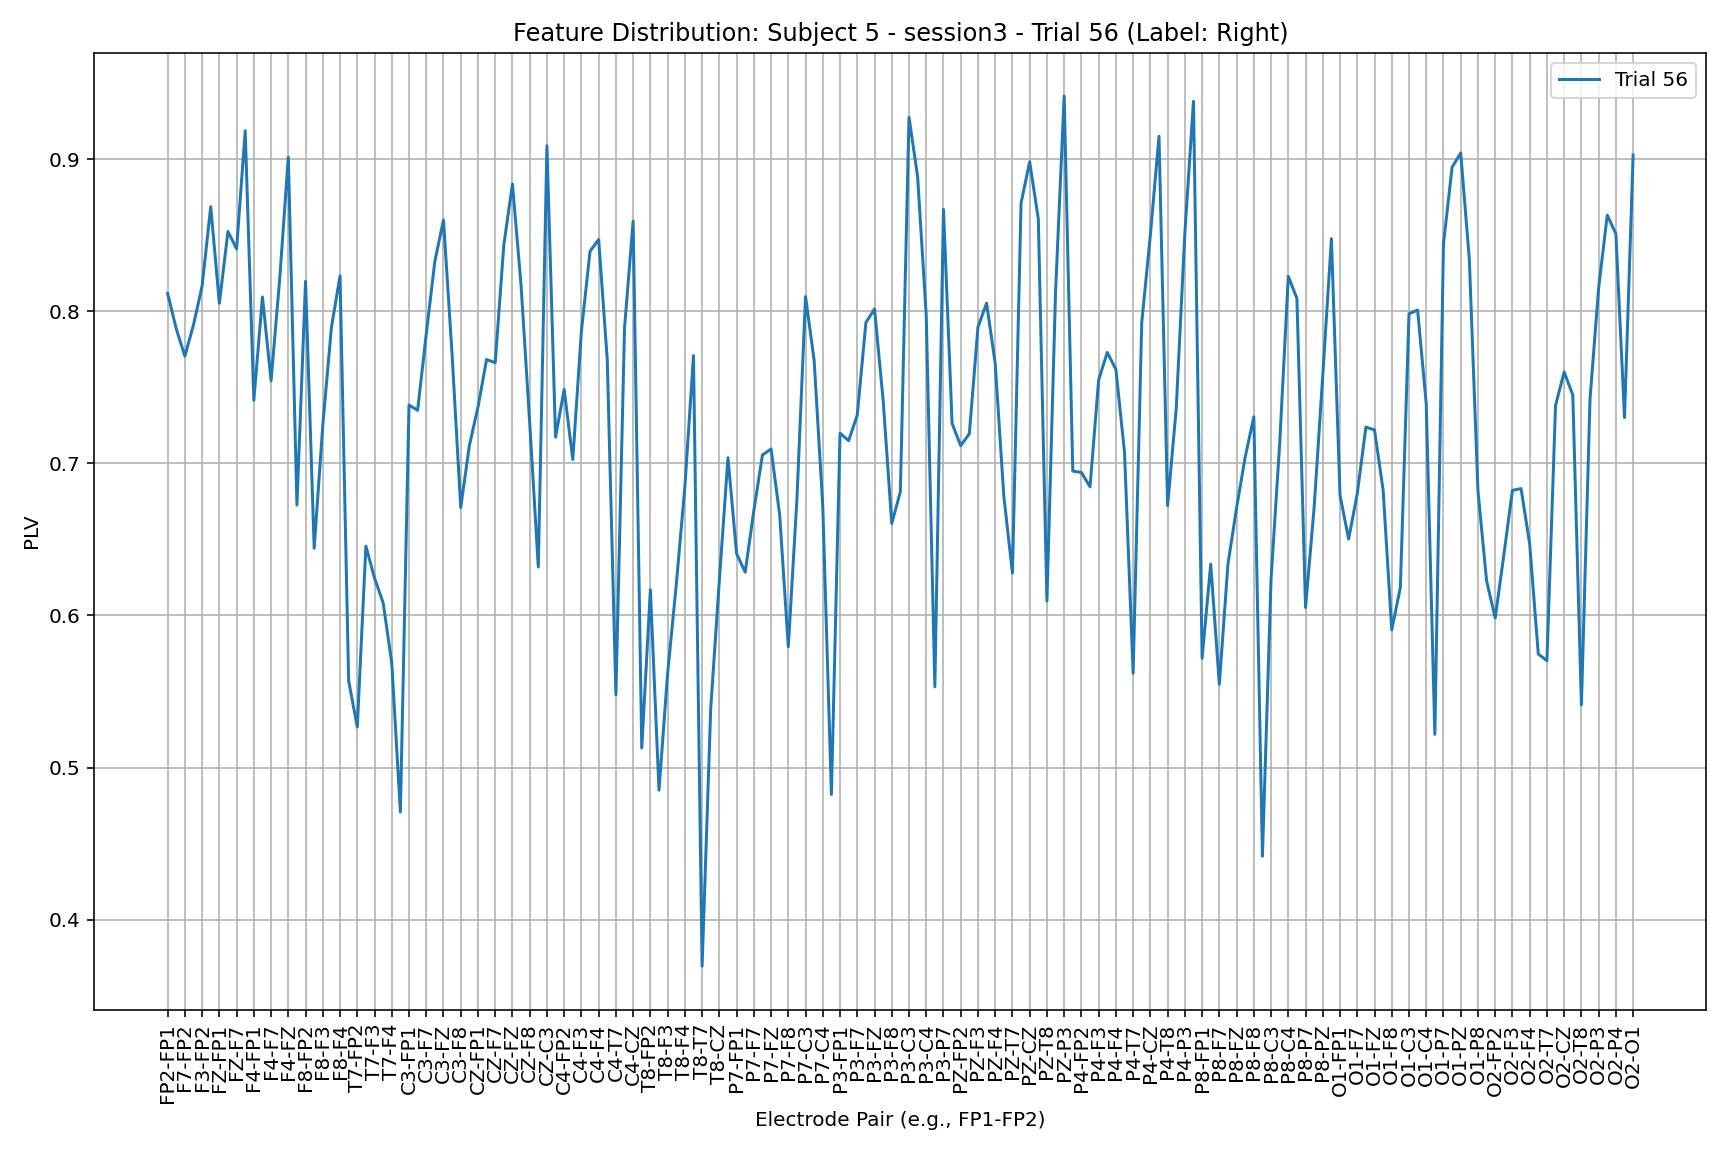 Feature Distribution: Subject 5 - session3 - Trial 56 (Label: Right)
Trial 56
0.9
0.8
0.7
0.6
0.5
0.4
PLV
FP2-FP1
F7-FP2
F3-FP2
FZ-FP1
FZ-F7
F4-FP1
F4-F7
F4-FZ
F8-FP2
F8-F3
F8-F4
T7-FP2
T7-F3
T7-F4
C3-FP1
C3-F7
C3-FZ
C3-F8
CZ-FP1
CZ-F7
CZ-FZ
CZ-F8
CZ-C3
C4-FP2
C4-F3
C4-F4
C4-T7
C4-CZ
T8-FP2
T8-F3
T8-F4
T8-T7
T8-CZ
P7-FP1
P7-F7
P7-FZ
P7-F8
P7-C3
P7-C4
P3-FP1
P3-F7
P3-FZ
P3-F8
P3-C3
P3-C4
P3-P7
PZ-FP2
PZ-F3
PZ-F4
PZ-T7
PZ-CZ
PZ-T8
PZ-P3
P4-FP2
P4-F3
P4-F4
P4-T7
P4-CZ
P4-T8
P4-P3
P8-FP1
P8-F7
P8-FZ
P8-F8
P8-C3
P8-C4
P8-P7
P8-PZ
O1-FP1
O1-F7
O1-FZ
O1-F8
O1-C3
O1-C4
O1-P7
O1-PZ
O1-P8
O2-FP2
O2-F3
O2-F4
O2-T7
O2-CZ
O2-T8
O2-P3
O2-P4
O2-O1
Electrode Pair (e.g., FP1-FP2)